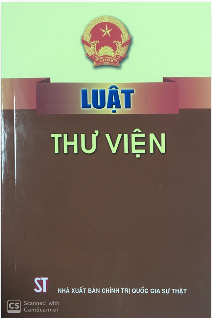 LUẬT
THƯ VIỆN
ST
NHÀ XUẤT BẢN CHÍNH TRỊ QUỐC GIA SỰ THẬT
CS
Scanned with
CamScanner